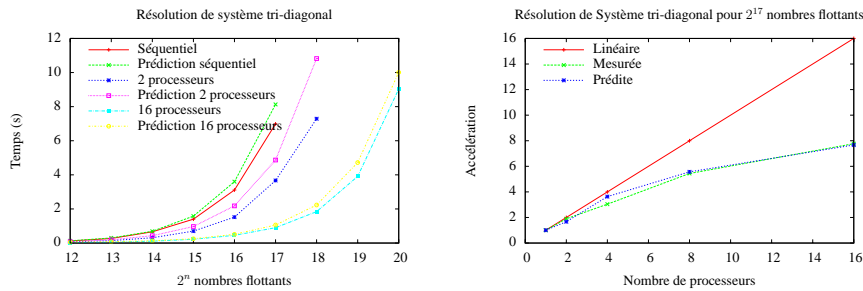 Résolution de système tri-diagonal
Temps (s)
12
10
8
6
4
2
0
Séquentiel
Prédiction séquentiel
2 processeurs
Prédiction 2 processeurs
16 processeurs
Prédiction 16 processeurs
12 13 14 15 16 17 18 19 20
2ⁿ nombres flottants
Résolution de Système tri-diagonal pour 2¹⁷ nombres flottants
Accélération
16
14
12
10
8
6
4
2
0
Linéaire
Mesurée
Prédite
0 2 4 6 8 10 12 14 16
Nombre de processeurs